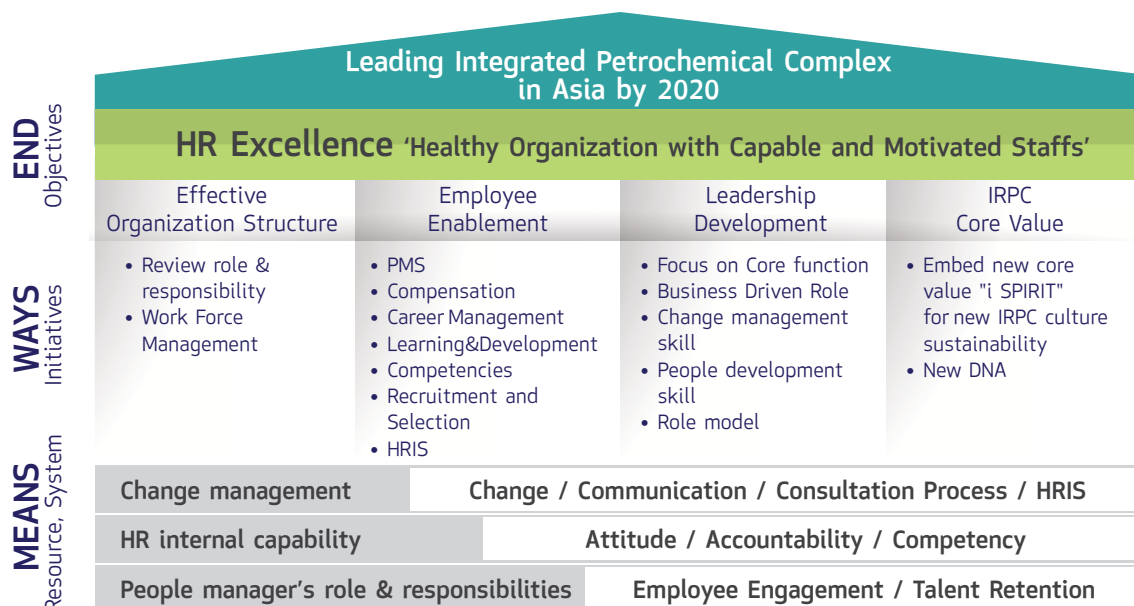 Leading Integrated Petrochemical Complex
in Asia by 2020
END
Objectives
HR Excellence 'Healthy Organization with Capable and Motivated Staffs'
Effective
Organization Structure
Employee
Enablement
Leadership
Development
IRPC
Core Value
WAYS
Initiatives
• Review role &
responsibility
• Work Force
Management
• PMS
• Compensation
• Career Management
• Learning&Development
• Competencies
• Recruitment and
Selection
• HRIS
• Focus on Core function
• Business Driven Role
• Change management
skill
• People development
skill
• Role model
• Embed new core
value "i SPIRIT"
for new IRPC culture
sustainability
• New DNA
MEANS
Resource, System
Change management
Change / Communication / Consultation Process / HRIS
HR internal capability
Attitude / Accountability / Competency
People manager's role & responsibilities
Employee Engagement / Talent Retention